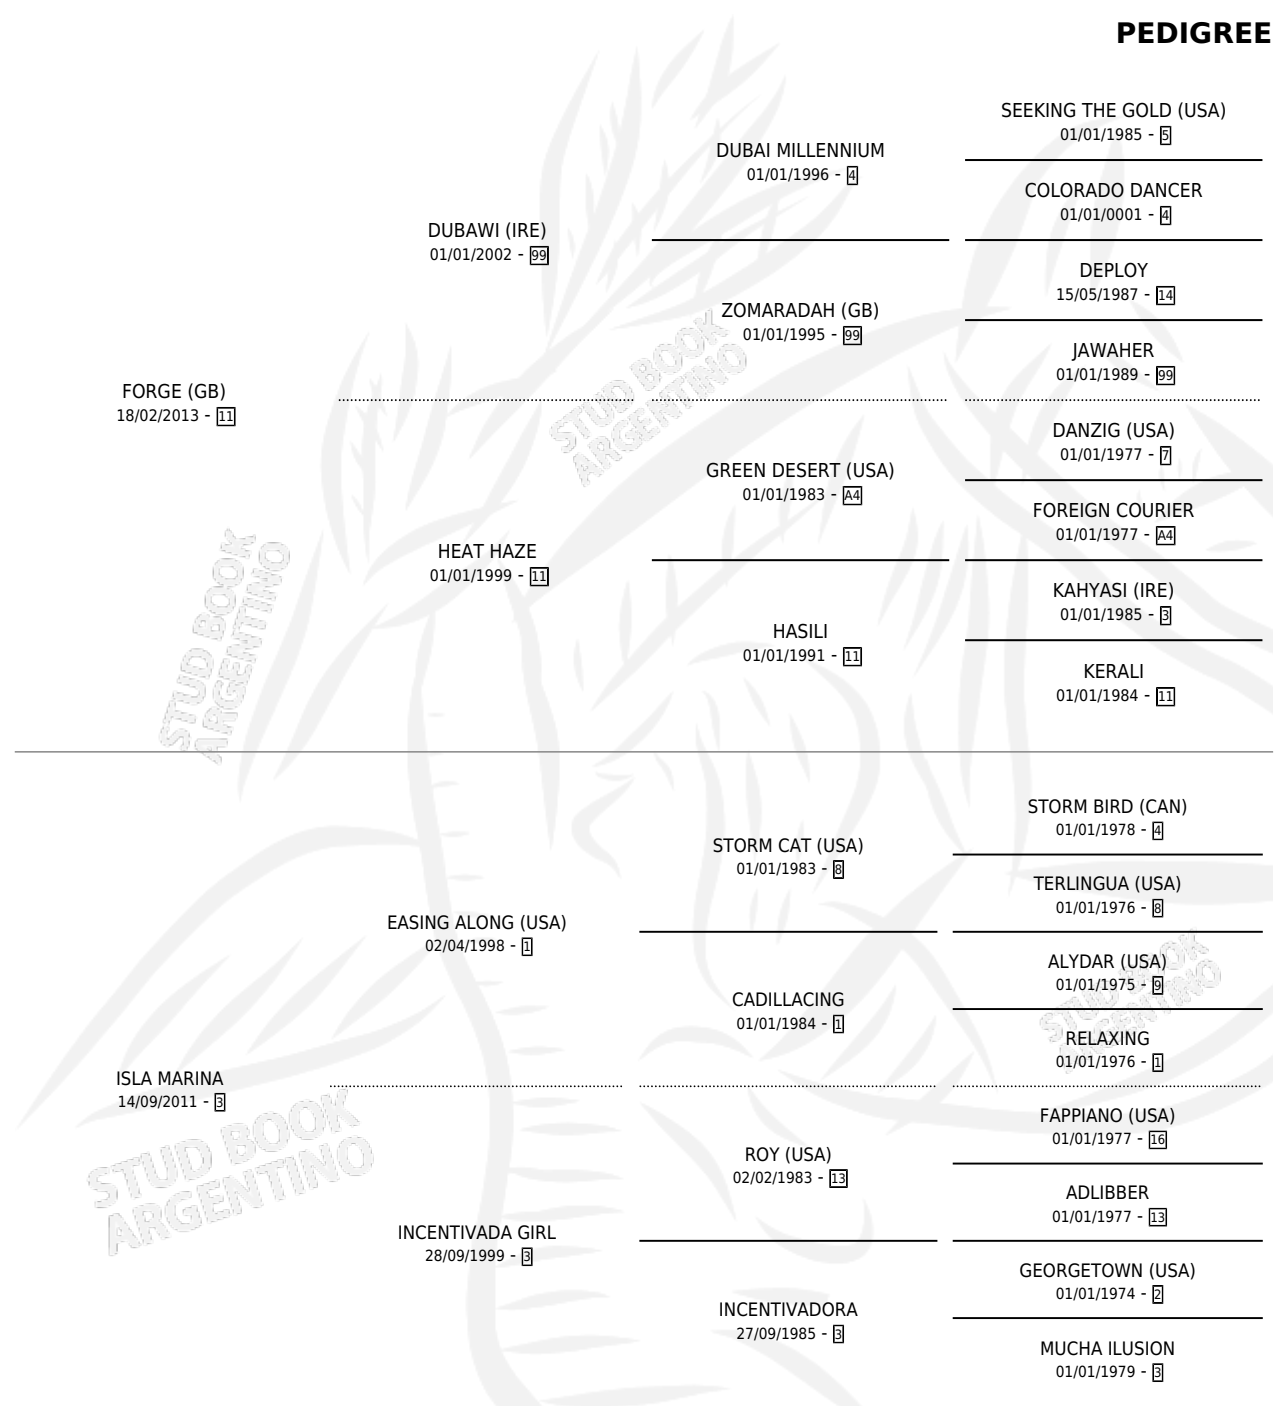 PEDIGREE
SEEKING THE GOLD (USA)
01/01/1985 - 5
DUBAI MILLENNIUM
01/01/1996 - 4
COLORADO DANCER
01/01/0001 - 4
DUBAWI (IRE)
01/01/2002 - 99
DEPLOY
15/05/1987 - 14
ZOMARADAH (GB)
01/01/1995 - 99
JAWAHER
01/01/1989 - 99
FORGE (GB)
18/02/2013 - 11
DANZIG (USA)
01/01/1977 - 7
GREEN DESERT (USA)
01/01/1983 - A4
FOREIGN COURIER
01/01/1977 - A4
HEAT HAZE
01/01/1999 - 11
KAHYASI (IRE)
01/01/1985 - 3
HASILI
01/01/1991 - 11
KERALI
01/01/1984 - 11
STORM BIRD (CAN)
01/01/1978 - 4
STORM CAT (USA)
01/01/1983 - 8
TERLINGUA (USA)
01/01/1976 - 8
EASING ALONG (USA)
02/04/1998 - 1
ALYDAR (USA)
01/01/1975 - 9
CADILLACING
01/01/1984 - 1
RELAXING
01/01/1976 - 1
ISLA MARINA
14/09/2011 - 3
FAPPIANO (USA)
01/01/1977 - 16
ROY (USA)
02/02/1983 - 13
ADLIBBER
01/01/1977 - 13
INCENTIVADA GIRL
28/09/1999 - 3
GEORGETOWN (USA)
01/01/1974 - 2
INCENTIVADORA
27/09/1985 - 3
MUCHA ILUSION
01/01/1979 - 3
STUD BOOK
ARGENTINO
STUD BOOK
ARGENTINO
STUD BOOK
ARGENTINO
STUD BOOK
ARGENTINO